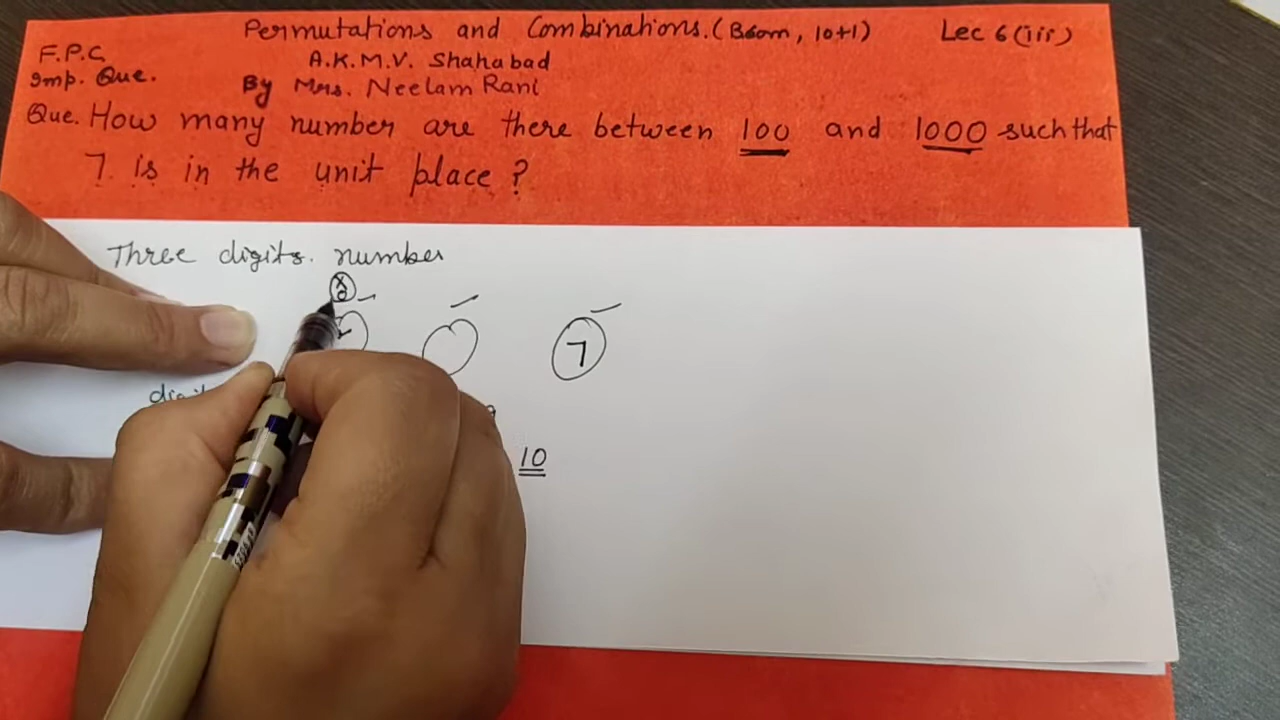 Permutations and Combinations. (Bcom, 10+1) Lec 6(iii)
F.P.C. A.K.M.V. Shahabad
Imp. Que. By Mrs. Neelam Rani
Que. How many number are there between 100 and 1000 such that
7 is in the unit place?
Three digits. number
7
10